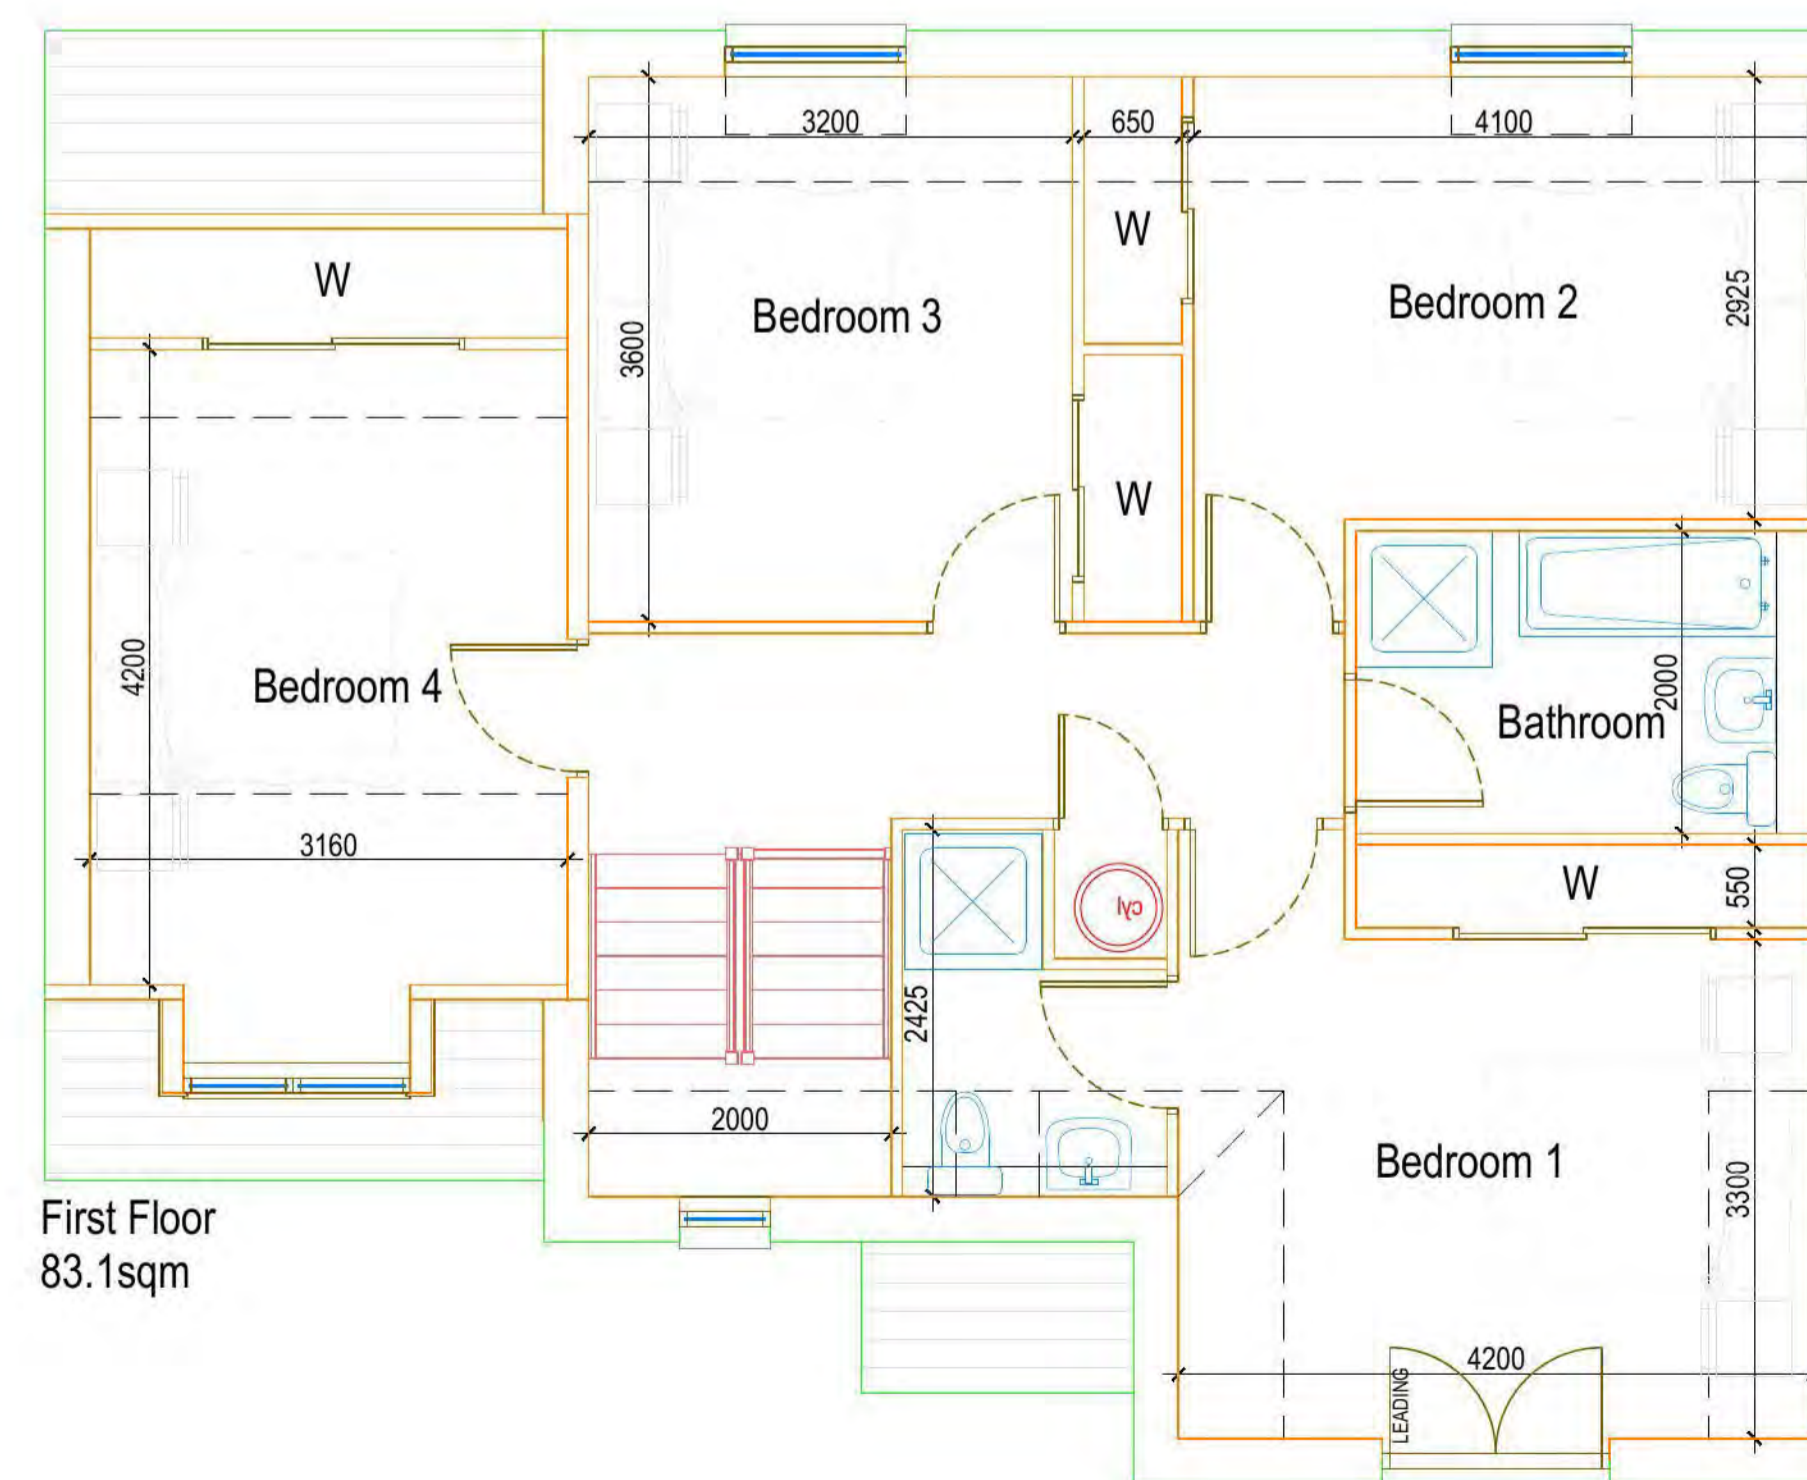 3200
650
4100
W
W
Bedroom 3
Bedroom 2
2925
3600
W
4200
Bedroom 4
2000
Bathroom
3160
W
550
cyl
2425
2000
Bedroom 1
3300
First Floor
83.1sqm
4200
LEADING